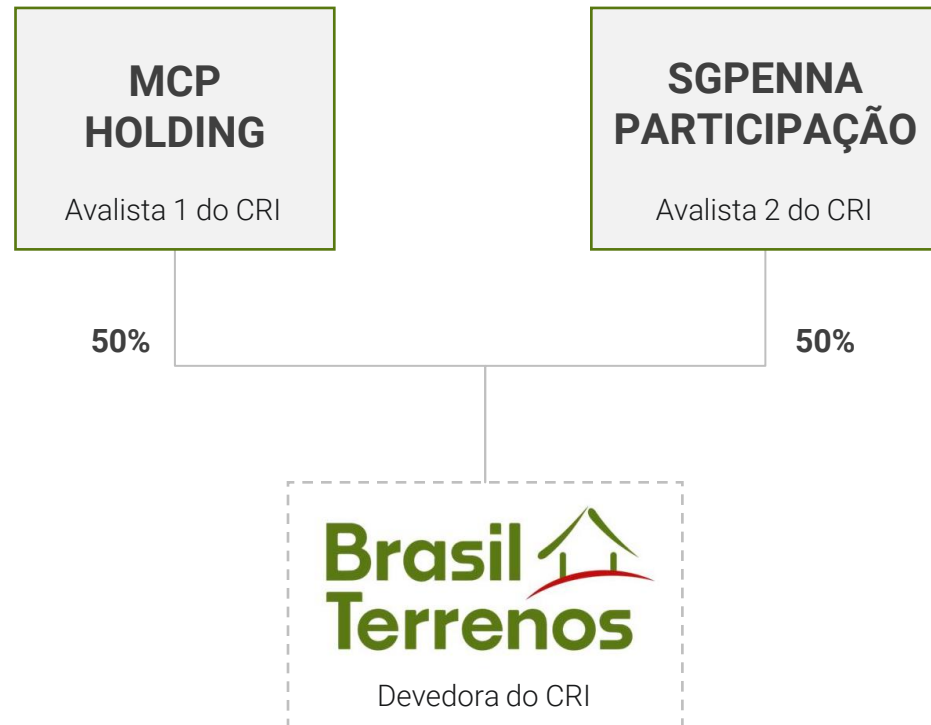 MCP
HOLDING
Avalista 1 do CRI
SGPENNA
PARTICIPAÇÃO
Avalista 2 do CRI
50%
50%
Brasil
Terrenos
Devedora do CRI